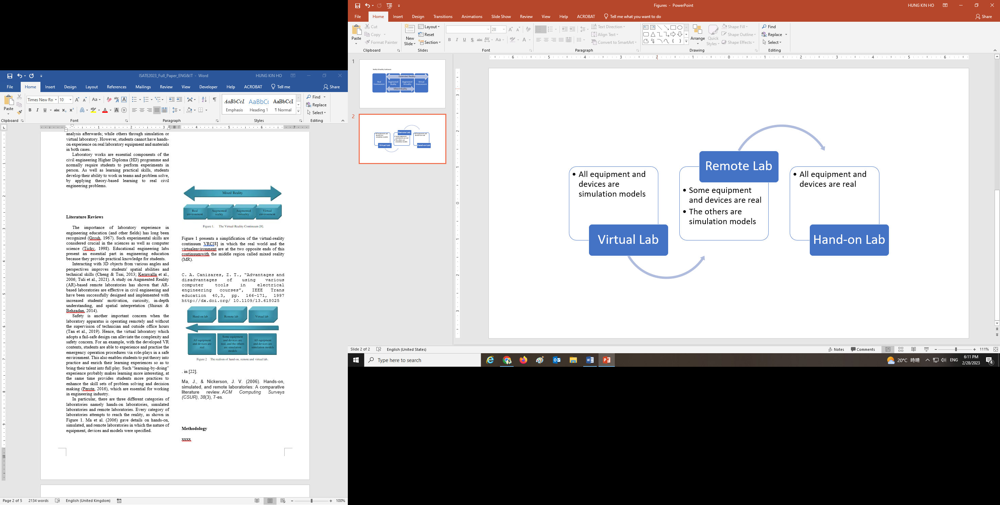 ISATE2023_Full_Paper_ENG&IT - Word
HUNG KIN HO
File Home Insert Design Layout References Mailings Review View Developer Help ACROBAT Tell me Share
Times New Ro 10
Paste
Find
Replace
Select
AaBbCcI AaBbCc AaBbCcI
Emphasis Heading 1 ¶ Normal
Clipboard Font Paragraph Styles Editing
analysis afterwards; while others through simulation or
virtual laboratory. However, students cannot have hands-
on experience on real laboratory equipment and materials
in both cases.
Laboratory works are essential components of the
civil engineering Higher Diploma (HD) programme and
normally require students to perform experiments in
person. As well as learning practical skills, students
develop their ability to work in teams and problem solve,
by applying theory-based learning to real civil
engineering problems.
Literature Reviews
The importance of laboratory experience in
engineering education (and other fields) has long been
recognized (Grosh, 1967). Such experimental skills are
considered crucial in the sciences as well as computer
science (Tichy, 1998). Educational engineering labs
present an essential part in engineering education
because they provide practical knowledge for students.
Interacting with 3D objects from various angles and
perspectives improves students' spatial abilities and
technical skills (Cheng & Tsai, 2013; Kerawalla et al.,
2006; Tuli et al., 2021). A study on Augmented Reality
(AR)-based remote laboratories has shown that AR-
based laboratories are effective in civil engineering and
have been successfully designed and implemented with
increased students' motivation, curiosity, in-depth
understanding, and spatial interpretation (Shirazi &
Behzadan, 2014).
Safety is another important concern when the
laboratory apparatus is operating remotely and without
the supervision of technician and outside office hours
(Tan et al., 2019). Hence, the virtual laboratory which
adopts a fail-safe design can alleviate the complexity and
safety concern. For an example, with the developed VR
contents, students are able to experience and practise the
emergency operation procedures via role-plays in a safe
environment. This also enables students to put theory into
practice and enrich their learning experiences so as to
bring their talent into full play. Such “learning-by-doing”
experience probably makes learning more interesting, at
the same time provides students more practices to
enhance the skill sets of problem solving and decision
making (Perote, 2016), which are essential for working
in engineering industry.
In particular, there are three different categories of
laboratories namely hands-on laboratories, simulated
laboratories and remote laboratories. Every category of
laboratories attempts to reach the reality, as shown in
Figure 1. Ma et al. (2006) gave details on hands-on,
simulated, and remote laboratories in which the nature of
equipment, devices and models were specified.
Mixed Reality
Real environment
Augmented reality
Augmented virtuality
Virtual environment
Figure 1. The Virtual-Reality Continuum [8].
Figure 1 presents a simplification of the virtual-reality
continuum VRC[8] in which the real world and the
virtualenvironment are at the two opposite ends of this
continuumwith the middle region called mixed reality
(MR).
C. A. Canizares, Z. T., “Advantages and
disadvantages of using various
computer tools in electrical
engineering courses”, IEEE Trans
education 40,3, pp. 166-171, 1997
http://dx.doi.org/ 10.1109/13.618025
Hand-on lab Remote lab Virtual lab
All equipment and devices are real
Some equipment and devices are real, and the others are simulation models
All equipment and devices are simulation models
Figure 2 The realism of hand-on, remote and virtual lab.
. in [22].
Ma, J., & Nickerson, J. V. (2006). Hands-on,
simulated, and remote laboratories: A comparative
literature review. ACM Computing Surveys
(CSUR), 38(3), 7-es.
Methodology
xxxx
Page 2 of 5 2134 words English (United Kingdom) 100%
Figures - PowerPoint
HUNG KIN HO
File Home Insert Design Transitions Animations Slide Show Review View Help ACROBAT Tell me what you want to do Share
Paste
Cut
Copy
Format Painter
New Slide
Layout
Reset
Section
28
Text Direction
Align Text
Convert to SmartArt
Arrange
Quick Styles
Shape Fill
Shape Outline
Shape Effects
Find
Replace
Select
Clipboard Slides Font Paragraph Drawing Editing
1
Extended Reality
Real Environment
Augmented Reality
Augmented Virtuality
Virtual Environment
Mixed Reality
2
Remote Lab
All equipment and devices are simulation models
Some equipment and devices are real
The others are simulation models
All equipment and devices are real
Virtual Lab
Hand-on Lab
• All equipment and
devices are
simulation models
Virtual Lab
Remote Lab
• Some equipment
and devices are real
• The others are
simulation models
• All equipment and
devices are real
Hand-on Lab
Slide 2 of 2 English (United States) Notes Comments 111%
Type here to search
20°C 時晴
ENG
6:11 PM
2/28/2023
4